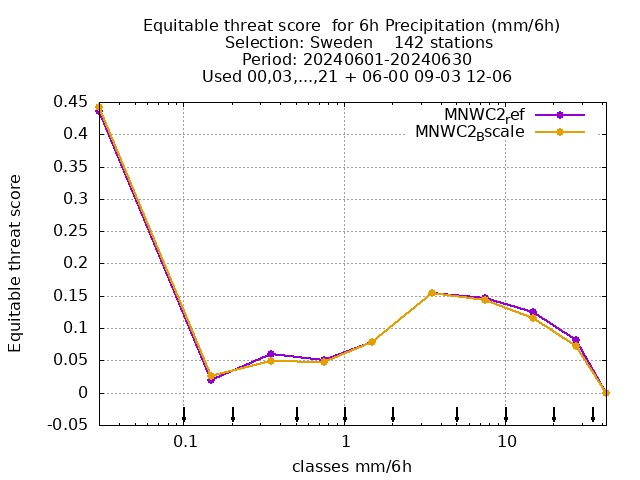 Equitable threat score  for 6h Precipitation (mm/6h)
Selection: Sweden    142 stations
Period: 20240601-20240630
Used 00,03,...,21 + 06-00 09-03 12-06
MNWC2ref
MNWC2Bscale
Equitable threat score
0.45
0.4
0.35
0.3
0.25
0.2
0.15
0.1
0.05
0
-0.05
0.1 1 10
classes mm/6h